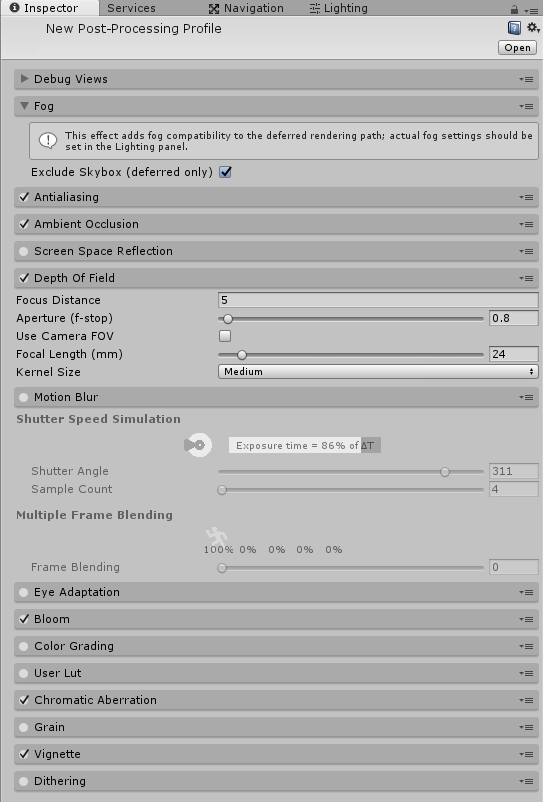 Inspector Services Navigation Lighting
New Post-Processing Profile
Open
Debug Views
Fog
This effect adds fog compatibility to the deferred rendering path; actual fog settings should be
set in the Lighting panel.
Exclude Skybox (deferred only)
Antialiasing
Ambient Occlusion
Screen Space Reflection
Depth Of Field
Focus Distance 5
Aperture (f-stop) 0.8
Use Camera FOV
Focal Length (mm) 24
Kernel Size Medium
Motion Blur
Shutter Speed Simulation
Exposure time = 86% of ΔT
Shutter Angle 311
Sample Count 4
Multiple Frame Blending
100% 0% 0% 0% 0%
Frame Blending 0
Eye Adaptation
Bloom
Color Grading
User Lut
Chromatic Aberration
Grain
Vignette
Dithering